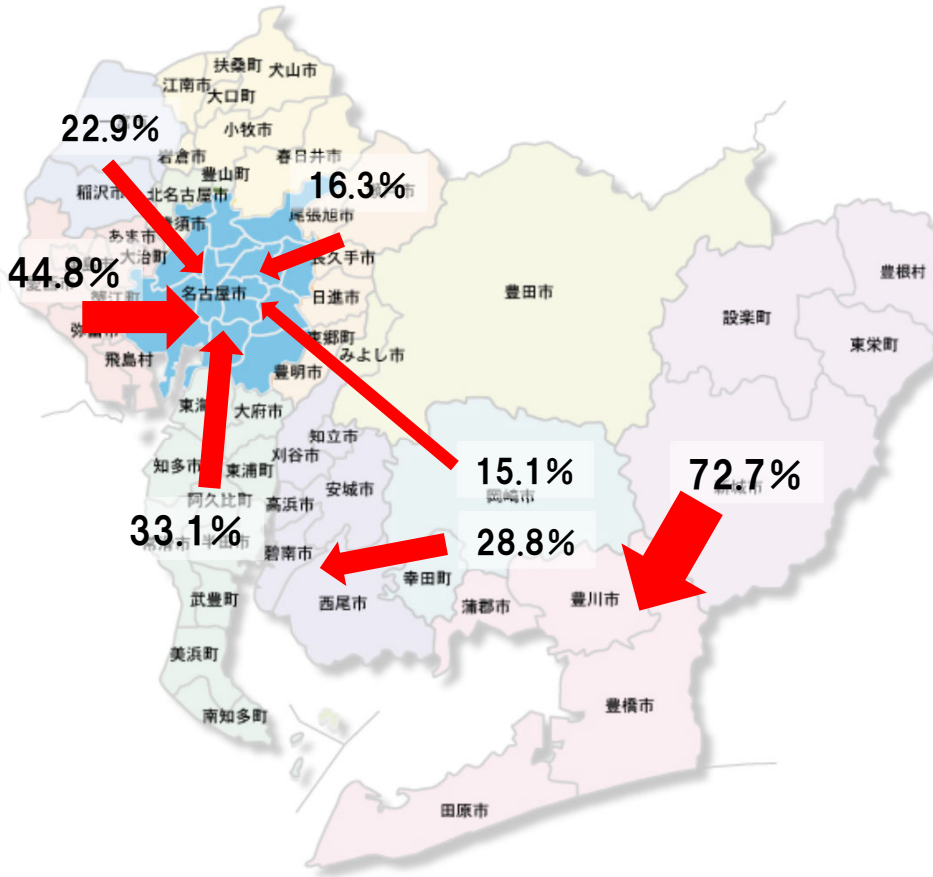 扶桑町
犬山市
江南市
大口町
22.9%
小牧市
岩倉市
春日井市
豊山町
16.3%
稲沢市
北名古屋市
尾張旭市
あま市
大治町
長久手市
44.8%
名古屋市
日進市
豊田市
豊根村
設楽町
東栄町
飛島村
みよし市
豊明市
大府市
知立市
刈谷市
知多市
東浦町
15.1%
72.7%
安城市
阿久比町
高浜市
岡崎市
新城市
33.1%
28.8%
碧南市
幸田町
西尾市
蒲郡市
豊川市
武豊町
美浜町
豊橋市
南知多町
田原市